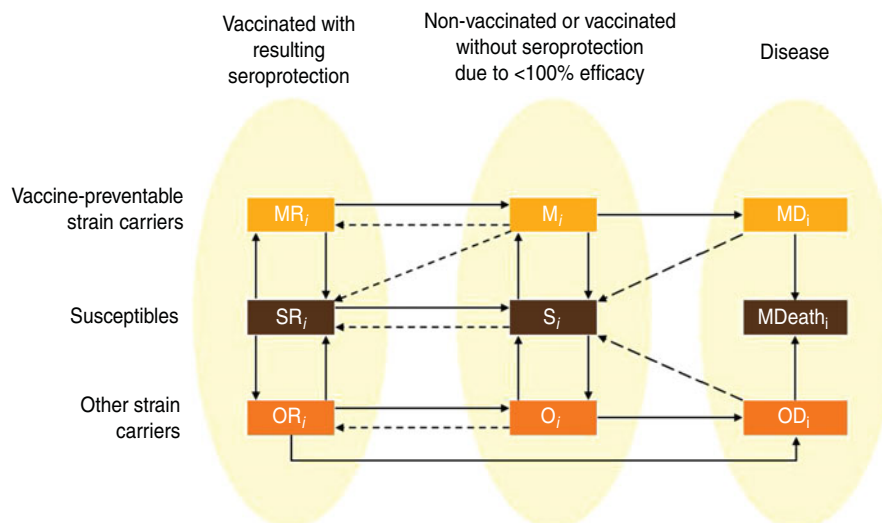 Vaccinated with
resulting
seroprotection
Non-vaccinated or vaccinated
without seroprotection
due to <100% efficacy
Disease
Vaccine-preventable
strain carriers
MRi
Mi
MDi
Susceptibles
SRi
Si
MDeathi
Other strain
carriers
ORi
Oi
ODi